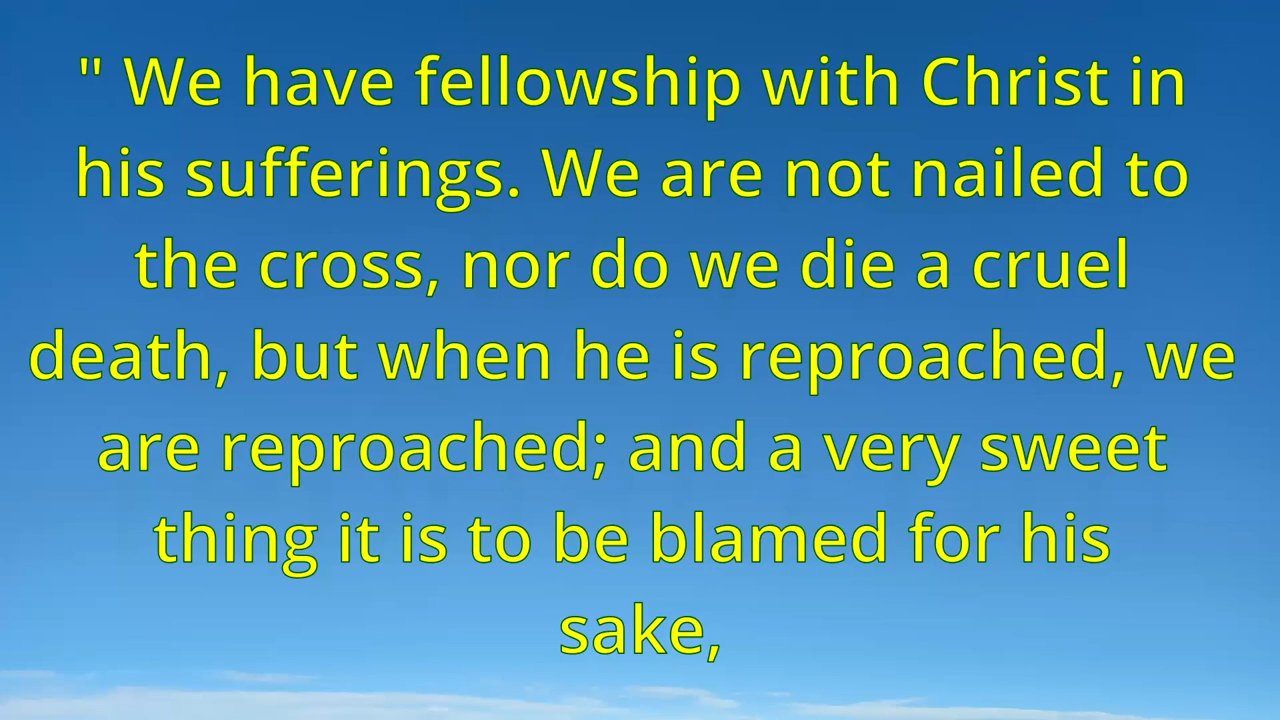 " We have fellowship with Christ in
his sufferings. We are not nailed to
the cross, nor do we die a cruel
death, but when he is reproached, we
are reproached; and a very sweet
thing it is to be blamed for his
sake,